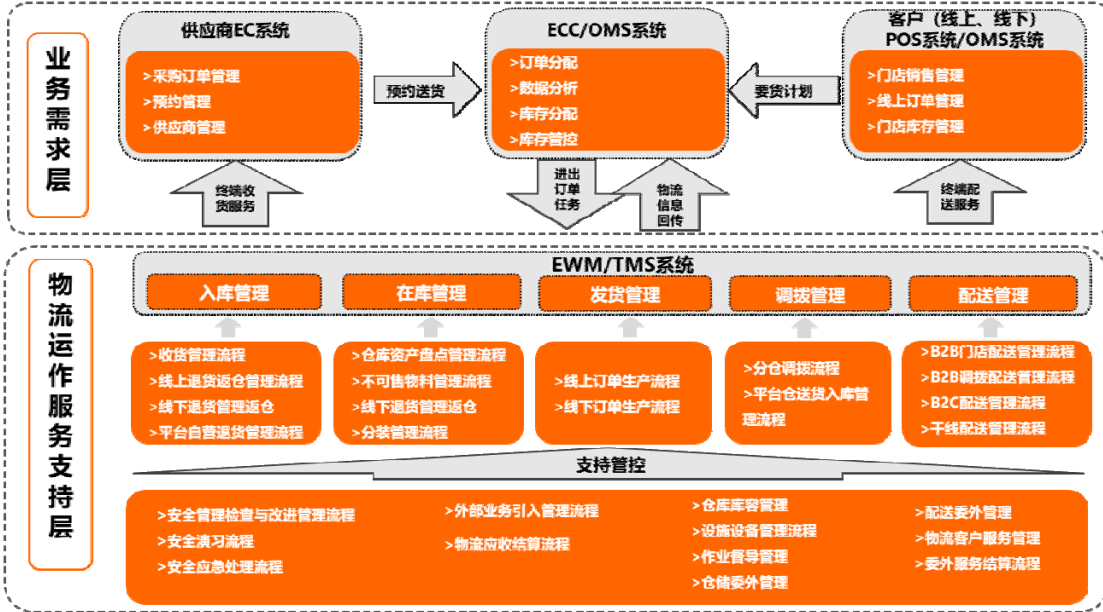 业务需求层
供应商EC系统
>采购订单管理
>预约管理
>供应商管理
预约送货
ECC/OMS系统
>订单分配
>数据分析
>库存分配
>库存管控
要货计划
客户（线上、线下）
POS系统/OMS系统
>门店销售管理
>线上订单管理
>门店库存管理
终端收
货服务
进出
订单
任务
物流
信息
回传
终端配
送服务
物流运作服务支持层
EWM/TMS系统
入库管理
在库管理
发货管理
调拨管理
配送管理
>收货管理流程
>线上退货返仓管理流程
>线下退货管理返仓
>平台自营退货管理流程
>仓库资产盘点管理流程
>不可售物料管理流程
>线下退货管理返仓
>分装管理流程
>线上订单生产流程
>线下订单生产流程
>分仓调拨流程
>平台仓送货入库管
理流程
>B2B门店配送管理流程
>B2B调拨配送管理流程
>B2C配送管理流程
>干线配送管理流程
支持管控
>安全管理检查与改进管理流程
>安全演习流程
>安全应急处理流程
>外部业务引入管理流程
>物流应收结算流程
>仓库库容管理
>设施设备管理流程
>作业督导管理
>仓储委外管理
>配送委外管理
>物流客户服务管理
>委外服务结算流程